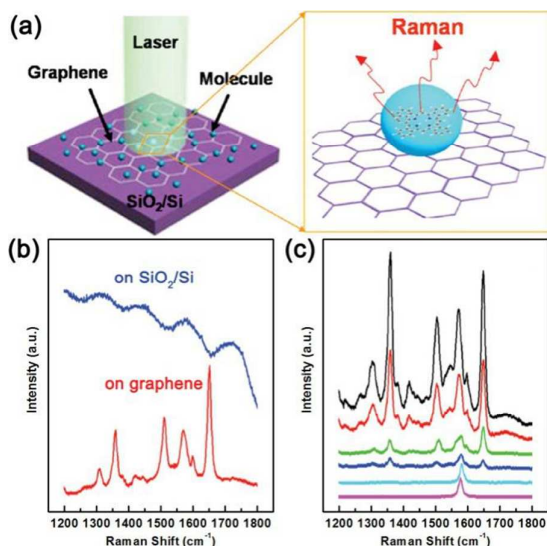 (a)
Laser
Graphene
Molecule
SiO2/Si
Raman
(b)
on SiO2/Si
on graphene
Intensity (a.u.)
1200 1300 1400 1500 1600 1700 1800
Raman Shift (cm-1)
(c)
Intensity (a.u.)
1200 1300 1400 1500 1600 1700 1800
Raman Shift (cm-1)